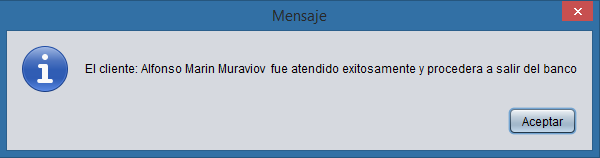 Mensaje
El cliente: Alfonso Marin Muraviov fue atendido exitosamente y procedera a salir del banco
Aceptar